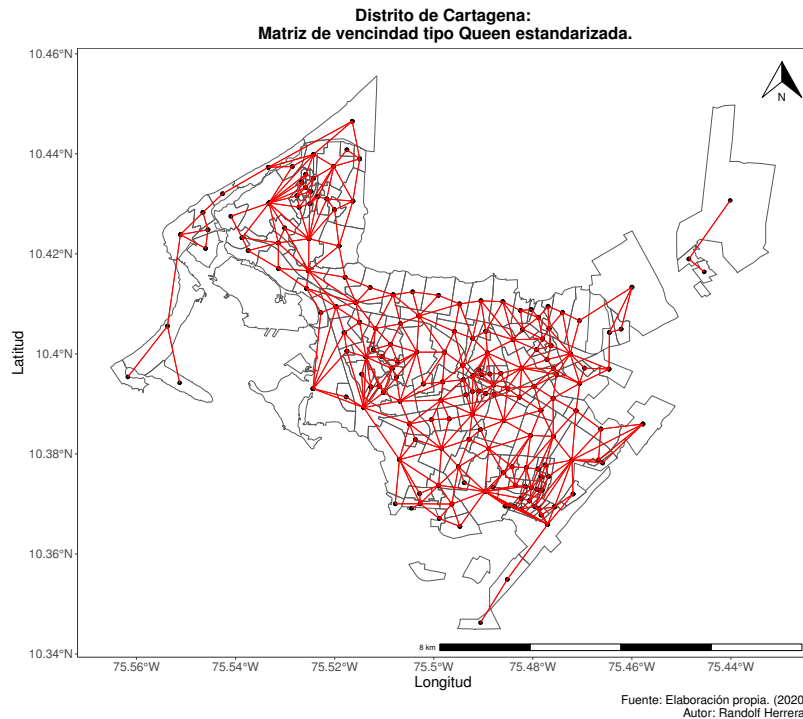 Distrito de Cartagena:
Matriz de vencindad tipo Queen estandarizada.
10.46°N
10.44°N
10.42°N
10.4°N
10.38°N
10.36°N
10.34°N
Latitud
N
8 km
75.56°W
75.54°W
75.52°W
75.5°W
75.48°W
75.46°W
75.44°W
Longitud
Fuente: Elaboración propia. (2020
Autor: Randolf Herrera